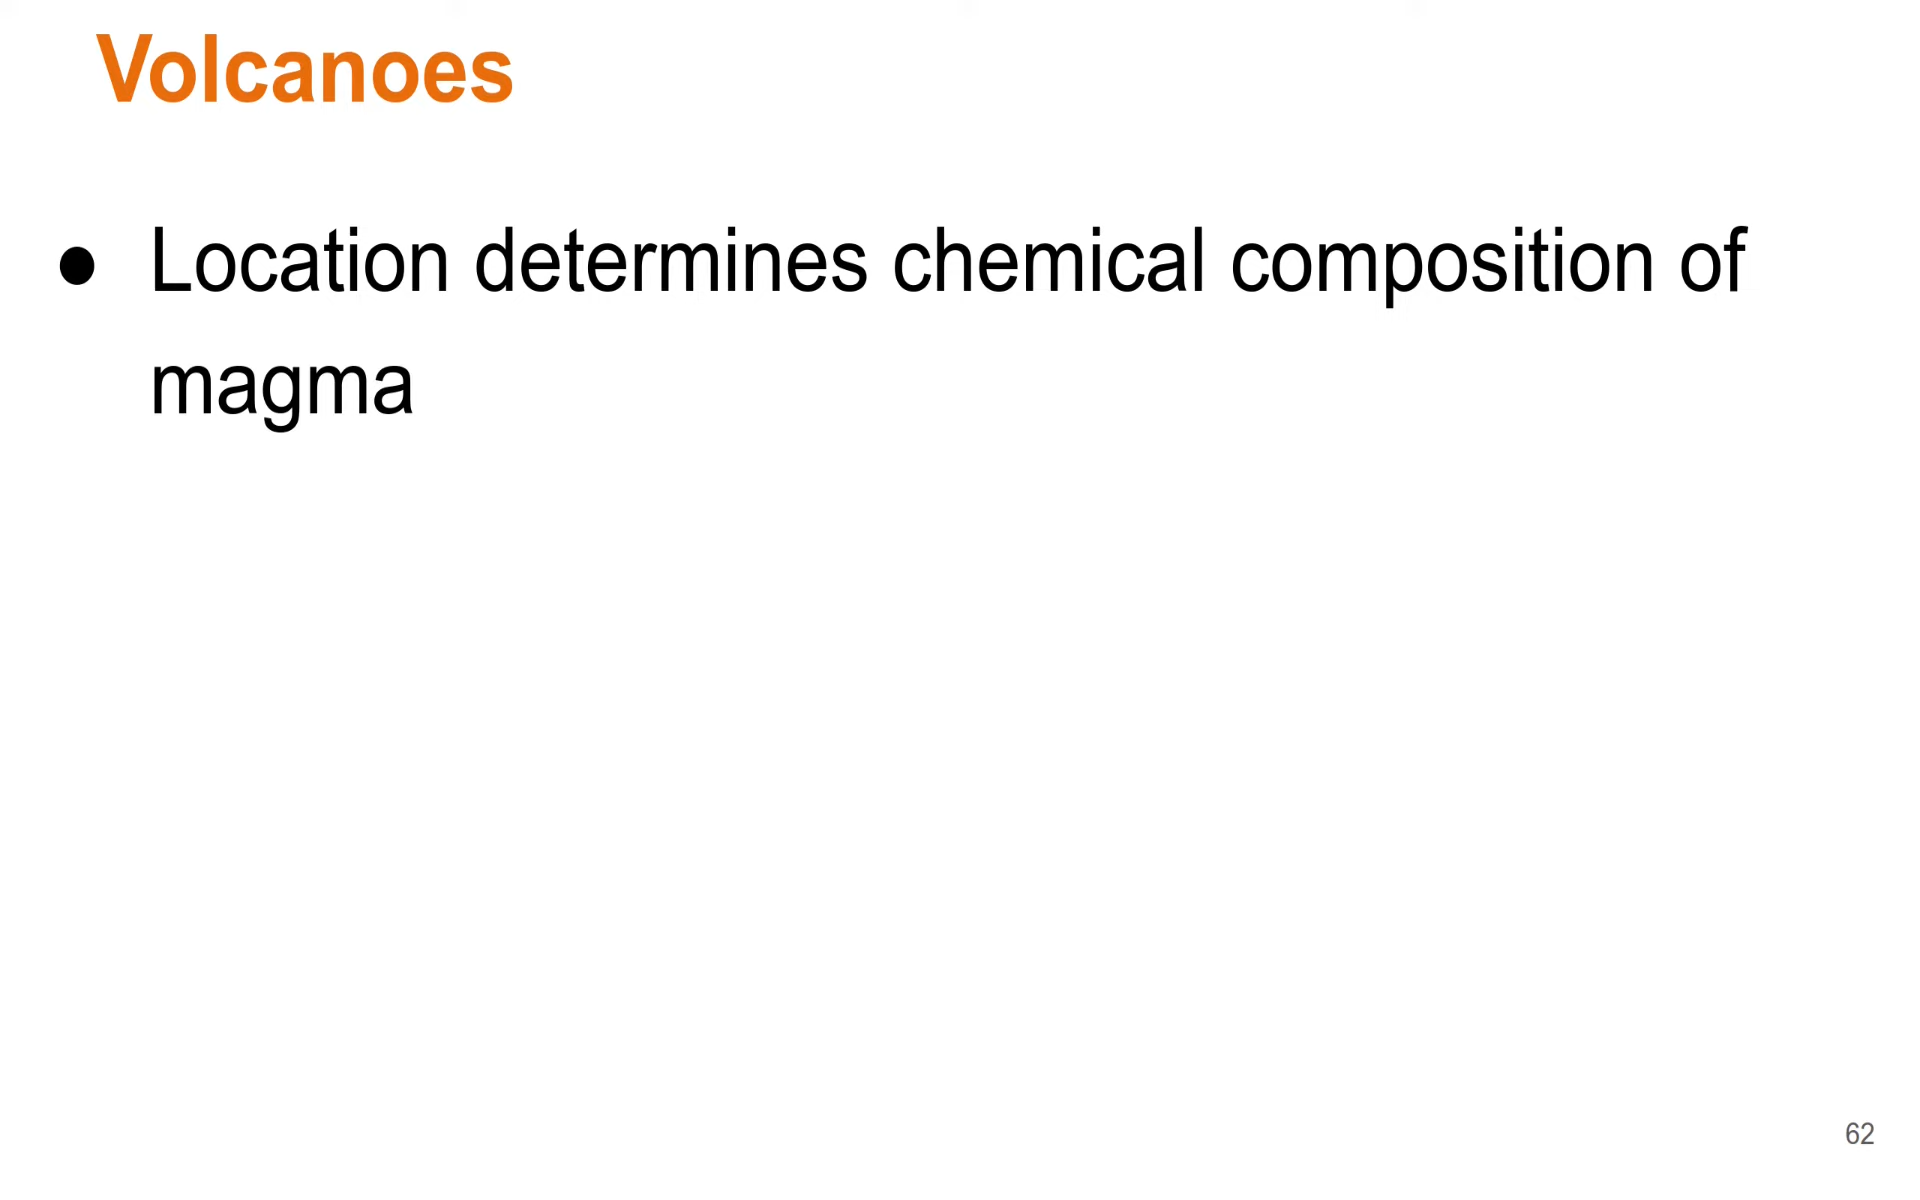 Volcanoes
● Location determines chemical composition of
magma
62